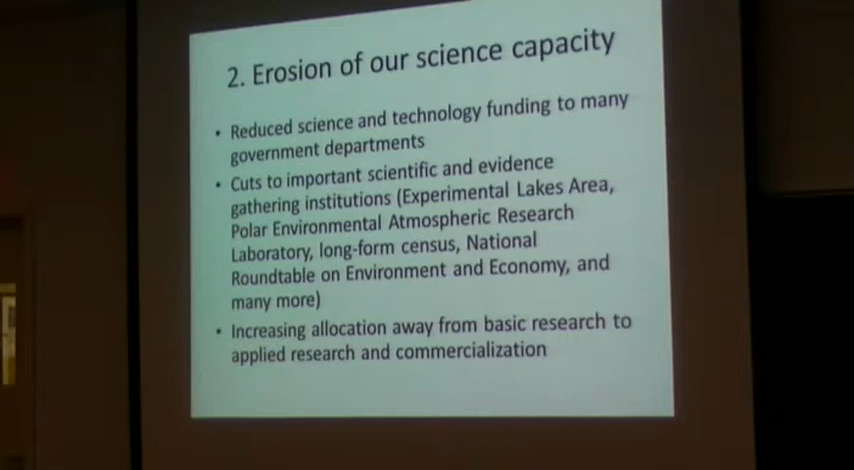 2. Erosion of our science capacity
• Reduced science and technology funding to many
government departments
• Cuts to important scientific and evidence
gathering institutions (Experimental Lakes Area,
Polar Environmental Atmospheric Research
Laboratory, long-form census, National
Roundtable on Environment and Economy, and
many more)
• Increasing allocation away from basic research to
applied research and commercialization